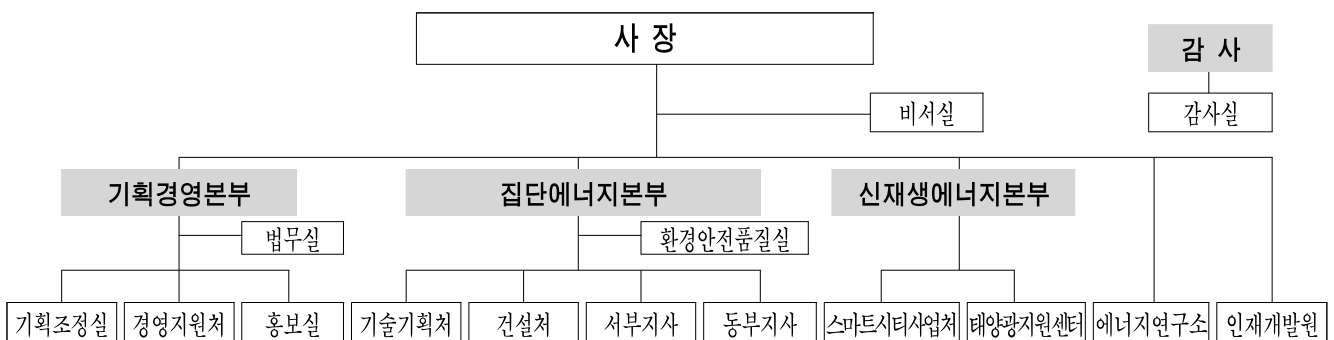 사 장
감 사
비서실
감사실
기획경영본부
집단에너지본부
신재생에너지본부
법무실
환경안전품질실
기획조정실
경영지원처
홍보실
기술기획처
건설처
서부지사
동부지사
스마트시티사업처
태양광지원센터
에너지연구소
인재개발원